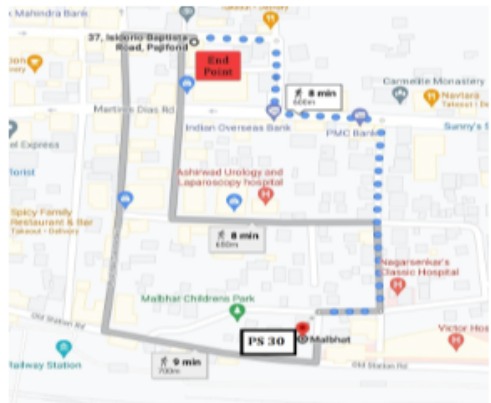 Mahindra Bank
37, Isidorio Baptista
Road, Pajifond
End
Point
8 min
600m
Carmelite Monastery
Navtara
Martires Dias Rd
Indian Overseas Bank
PMC Bank
Sunny's S
el Express
Ashirwad Urology and
Laparoscopy hospital
Spicy Family
Restaurant & Bar
Takeout • Delivery
8 min
650m
Nagarsenkar's
Classic Hospital
Malbhat Childrens Park
Old Station Rd
PS 30
Malbhat
Victor Hos
ailway Station
9 min
700m
Old Station Rd